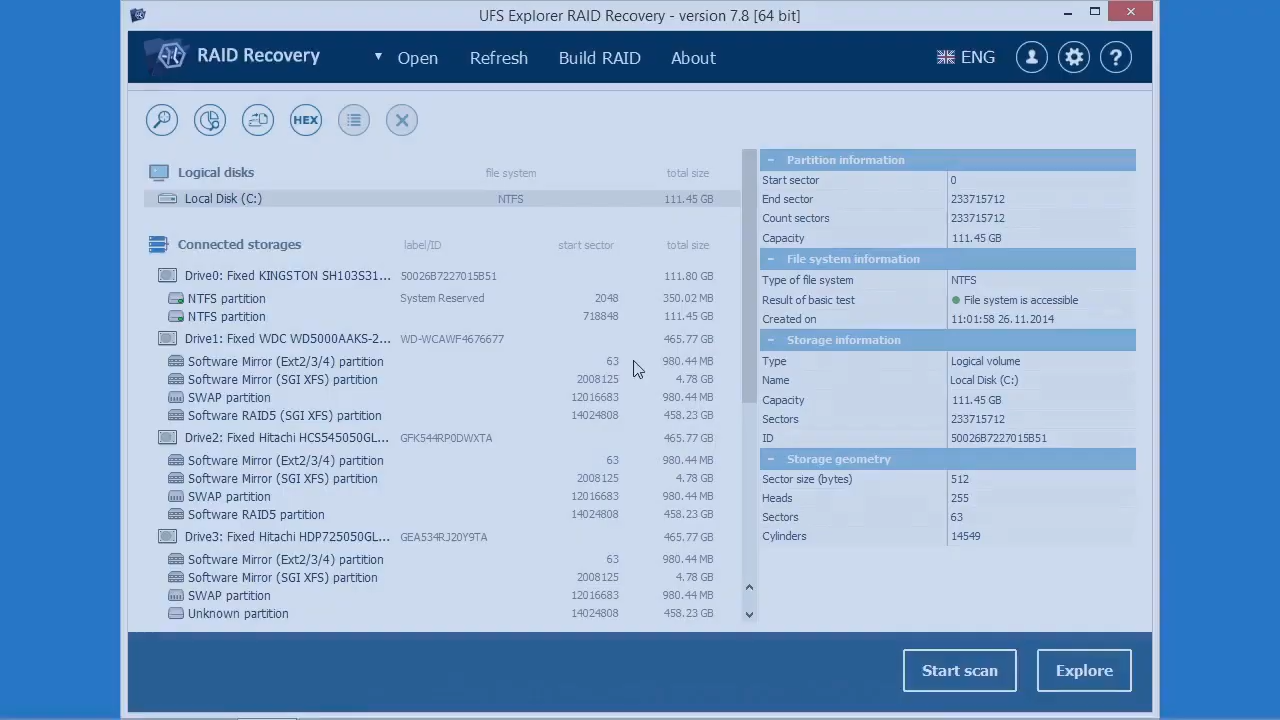 UFS Explorer RAID Recovery - version 7.8 [64 bit]
RAID Recovery Open Refresh Build RAID About ENG
HEX
Logical disks file system total size
Local Disk (C:) NTFS 111.45 GB
Connected storages label/ID start sector total size
Drive0: Fixed KINGSTON SH103S31... 50026B7227015B51 111.80 GB
NTFS partition System Reserved 2048 350.02 MB
NTFS partition 718848 111.45 GB
Drive1: Fixed WDC WD5000AAKS-2... WD-WCAWF4676677 465.77 GB
Software Mirror (Ext2/3/4) partition 63 980.44 MB
Software Mirror (SGI XFS) partition 2008125 4.78 GB
SWAP partition 12016683 980.44 MB
Software RAID5 (SGI XFS) partition 14024808 458.23 GB
Drive2: Fixed Hitachi HCS545050GL... GFK544RP0DWXTA 465.77 GB
Software Mirror (Ext2/3/4) partition 63 980.44 MB
Software Mirror (SGI XFS) partition 2008125 4.78 GB
SWAP partition 12016683 980.44 MB
Software RAID5 partition 14024808 458.23 GB
Drive3: Fixed Hitachi HDP725050GL... GEA534RJ20Y9TA 465.77 GB
Software Mirror (Ext2/3/4) partition 63 980.44 MB
Software Mirror (SGI XFS) partition 2008125 4.78 GB
SWAP partition 12016683 980.44 MB
Unknown partition 14024808 458.23 GB
Partition information
Start sector 0
End sector 233715712
Count sectors 233715712
Capacity 111.45 GB
File system information
Type of file system NTFS
Result of basic test File system is accessible
Created on 11:01:58 26.11.2014
Storage information
Type Logical volume
Name Local Disk (C:)
Capacity 111.45 GB
Sectors 233715712
ID 50026B7227015B51
Storage geometry
Sector size (bytes) 512
Heads 255
Sectors 63
Cylinders 14549
Start scan Explore